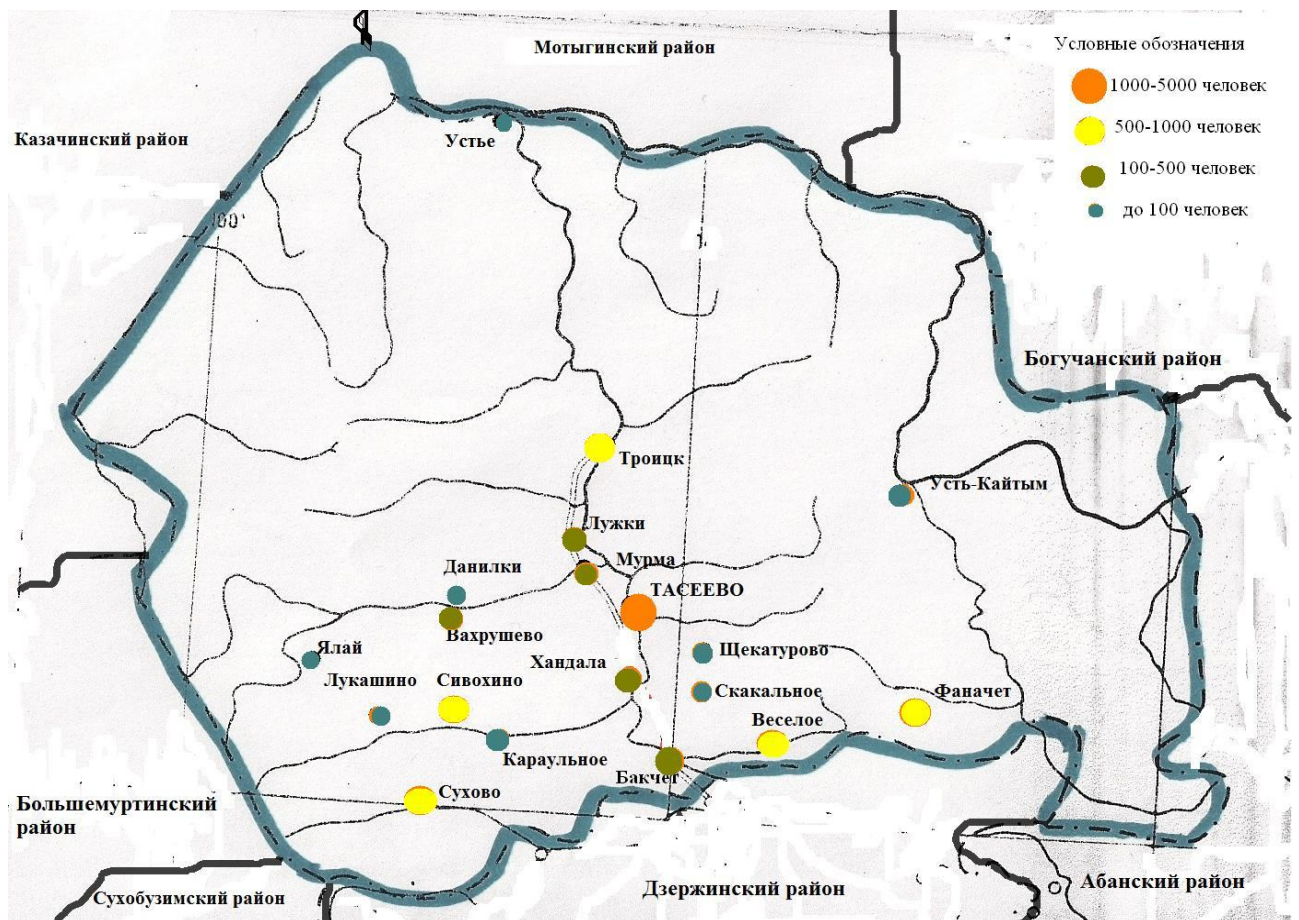 Мотыгинский район
Условные обозначения
1000-5000 человек
500-1000 человек
100-500 человек
до 100 человек
Казачинский район
Устье
100°
Богучанский район
Троицк
Усть-Кайтым
Лужки
Мурма
Данилки
ТАСЕЕВО
Вахрушево
Ялай
Хандала
Щекатурово
Лукашино
Сивохино
Скакальное
Фаначет
Веселое
Караульное
Бакчет
Сухово
Большемуртинский
район
Сухобузимский район
Дзержинский район
Абанский район